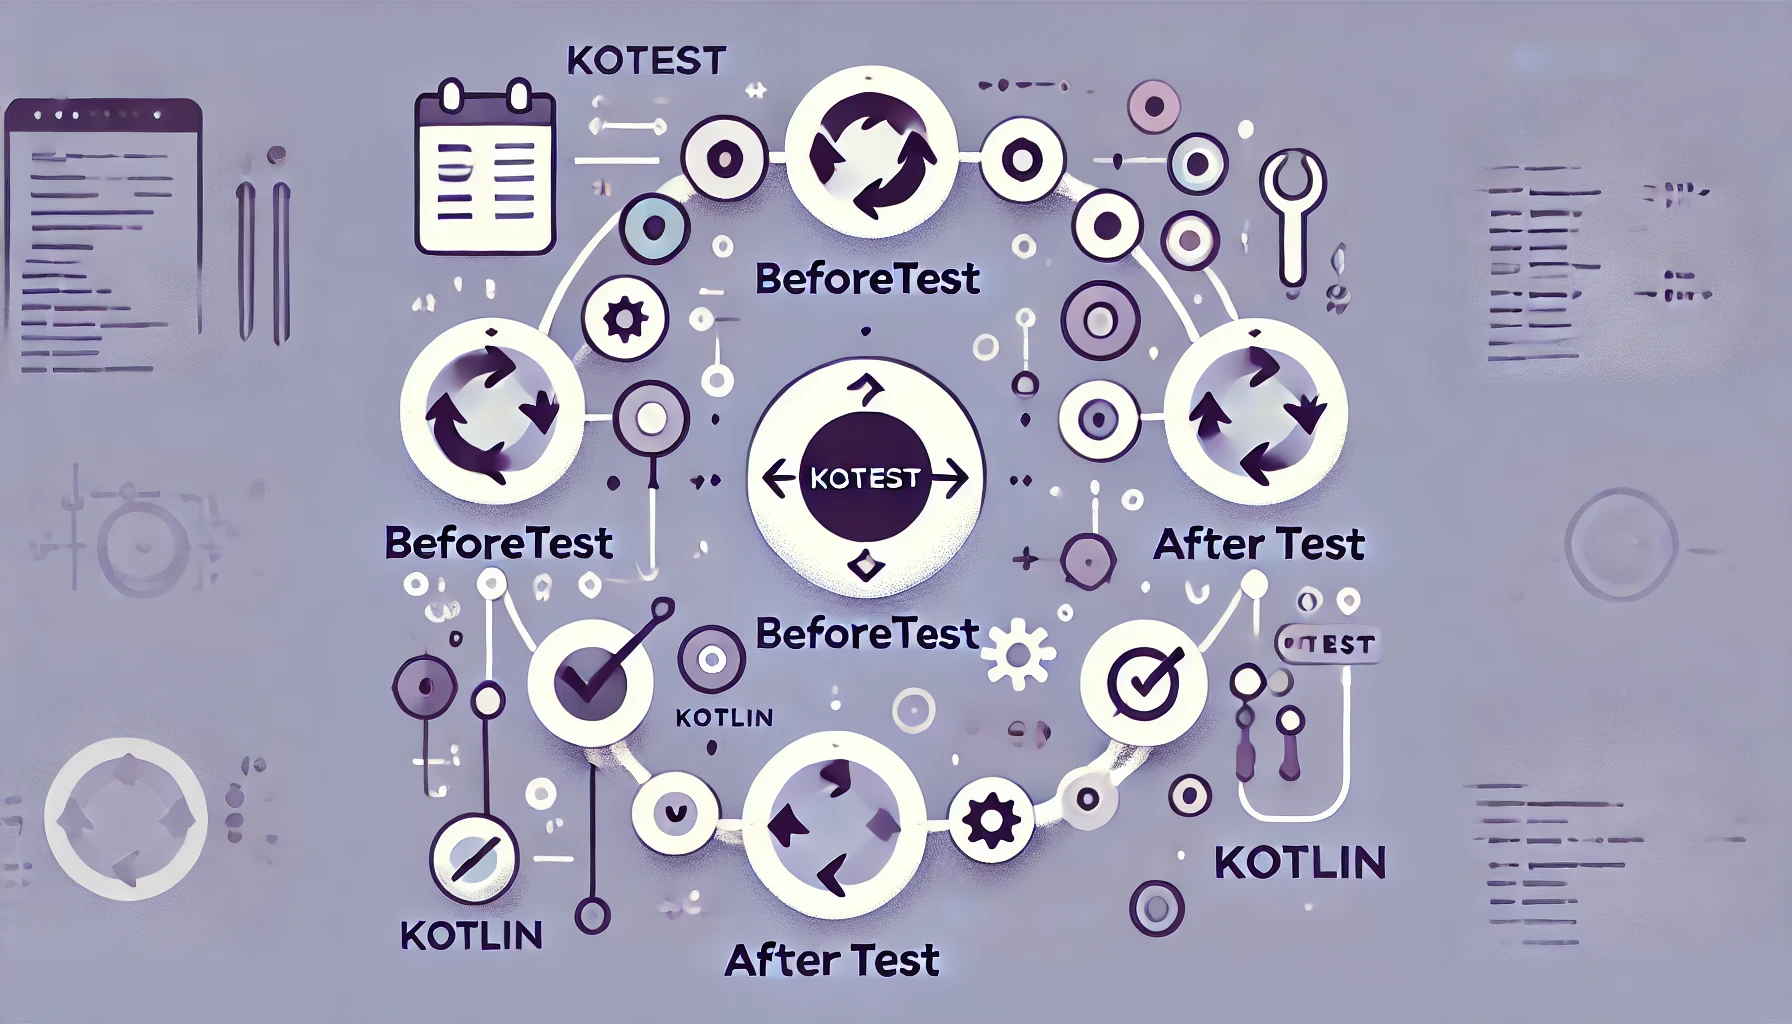 KOTEST
BeforeTest
KOTEST
BeforeTest
After Test
BeforeTest
TEST
KOTLIN
KOTLIN
KOTLIN
After Test